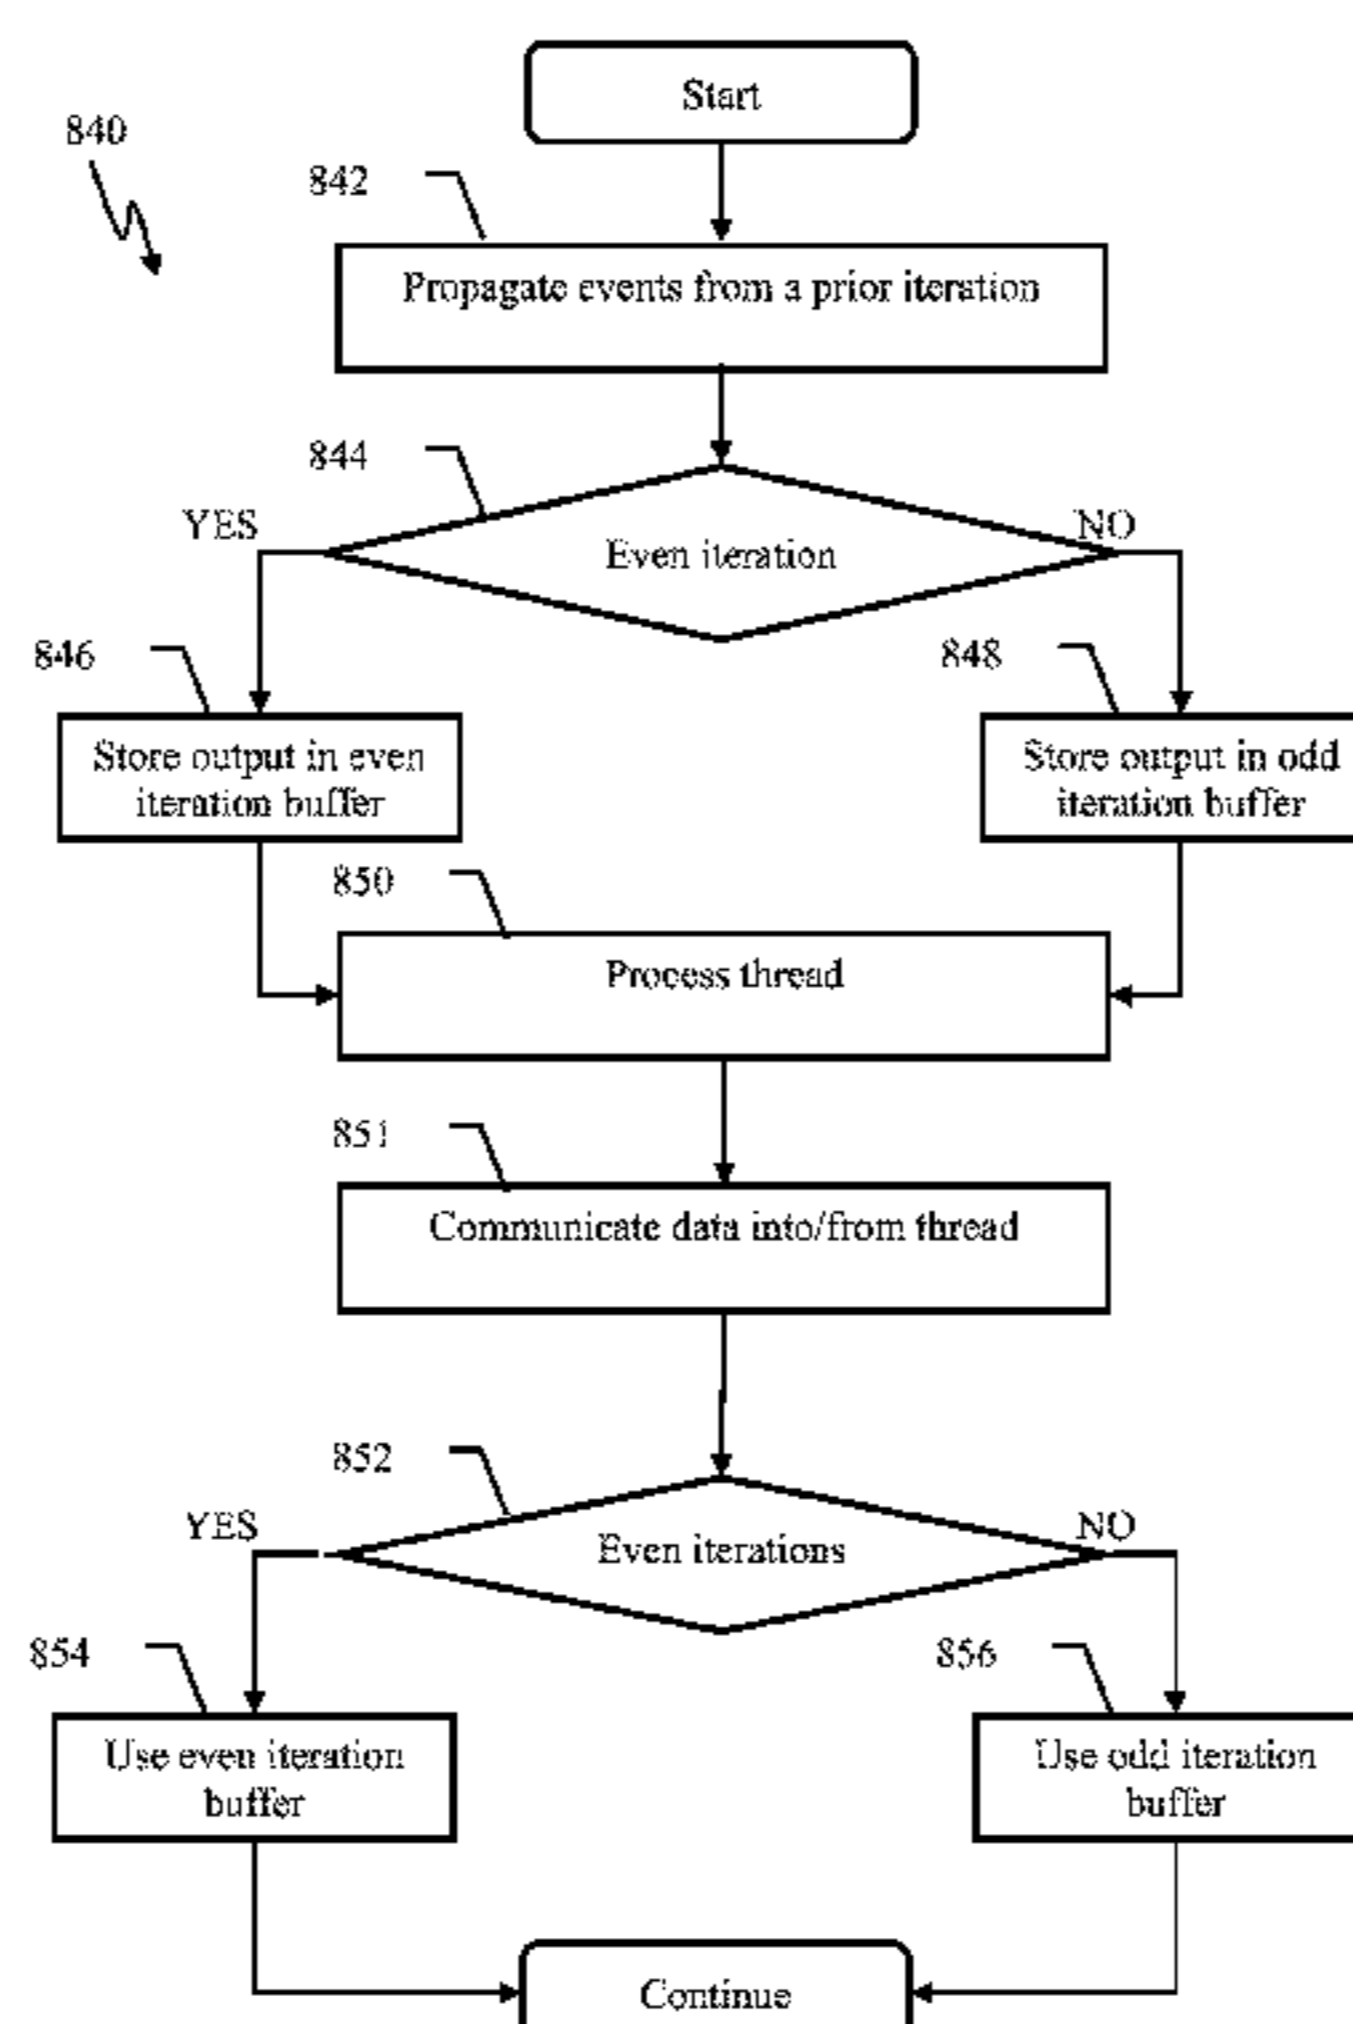 Start
840
842
Propagate events from a prior iteration
844
YES
NO
Even iteration
846
848
Store output in even
iteration buffer
Store output in odd
iteration buffer
850
Process thread
851
Communicate data into/from thread
852
YES
NO
Even iterations
854
856
Use even iteration
buffer
Use odd iteration
buffer
Continue